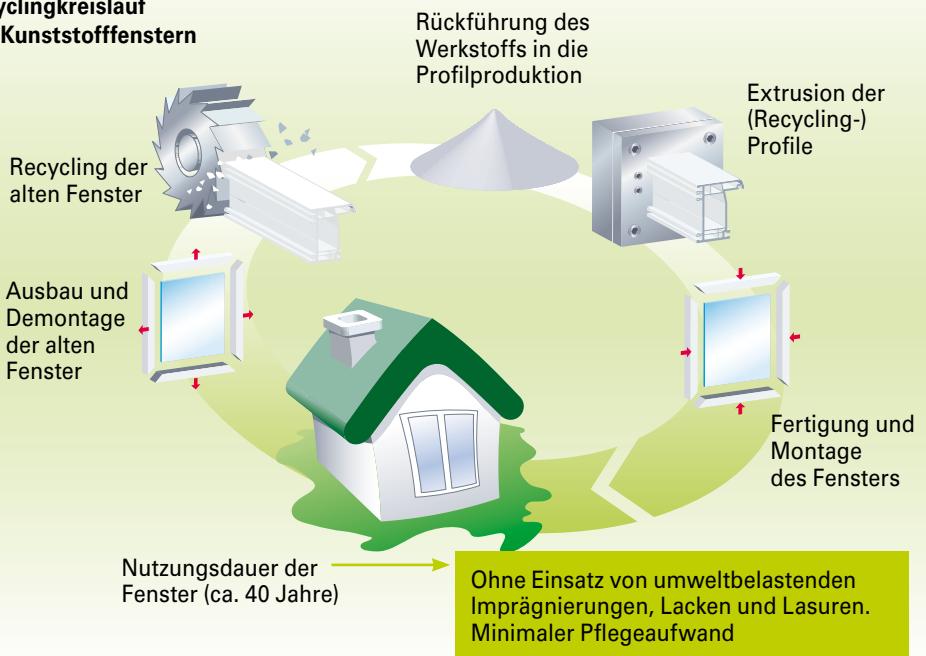 yclingkreislauf
Kunststofffenstern
Rückführung des
Werkstoffs in die
Profilproduktion
Extrusion der
(Recycling-)
Profile
Recycling der
alten Fenster
Ausbau und
Demontage
der alten
Fenster
Fertigung und
Montage
des Fensters
Nutzungsdauer der
Fenster (ca. 40 Jahre)
Ohne Einsatz von umweltbelastenden
Imprägnierungen, Lacken und Lasuren.
Minimaler Pflegeaufwand